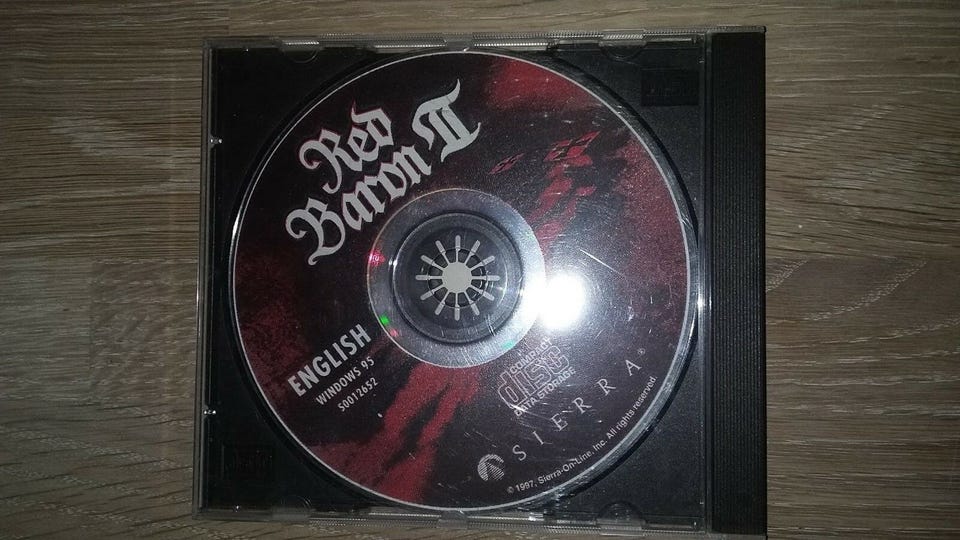 Red
Baron II
ENGLISH
WINDOWS 95
S0012652
COMPACT
disc
DATA STORAGE
SIERRA®
© 1997, Sierra-On-Line, Inc. All rights reserved.